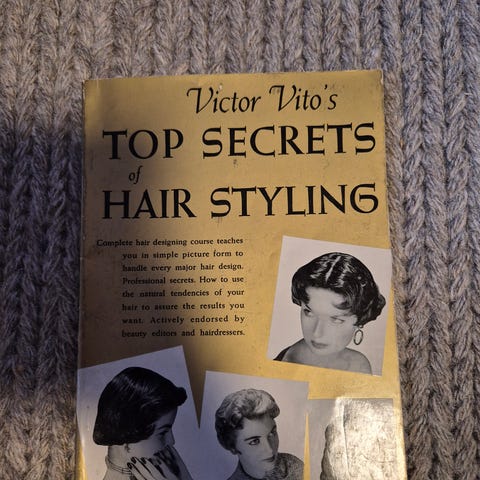 Victor Vito's
TOP SECRETS
of
HAIR STYLING
Complete hair designing course teaches
you in simple picture form to
handle every major hair design.
Professional secrets. How to use
the natural tendencies of your
hair to assure the results you
want. Actively endorsed by
beauty editors and hairdressers.